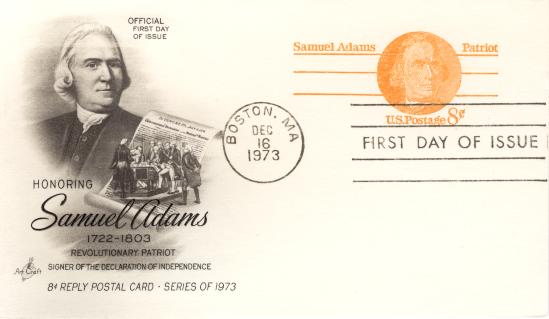 OFFICIAL
FIRST DAY
OF ISSUE
Samuel Adams Patriot
U.S. Postage 8¢
BOSTON, MA
DEC
16
1973
FIRST DAY OF ISSUE
HONORING
Samuel Adams
1722-1803
REVOLUTIONARY PATRIOT
SIGNER OF THE DECLARATION OF INDEPENDENCE
Art Craft
8¢ REPLY POSTAL CARD - SERIES OF 1973